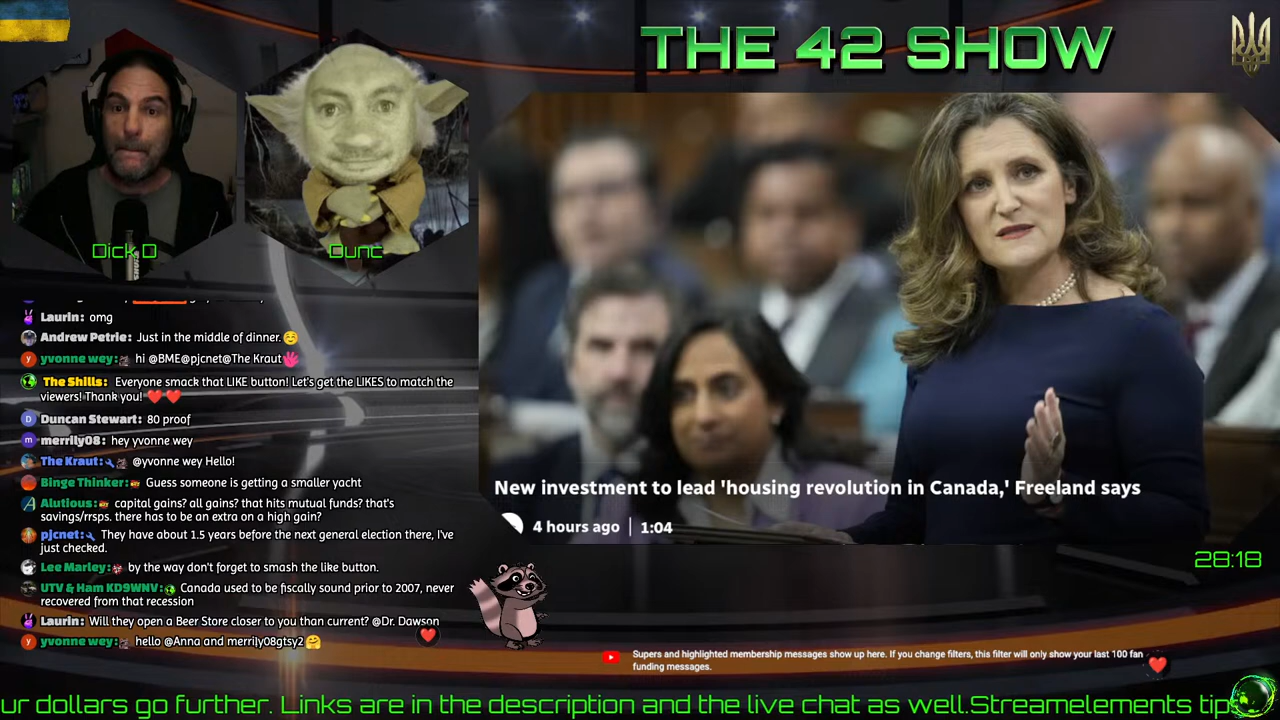 THE 42 SHOW
Dick D
Dunc
Laurin: omg
Andrew Petrie: Just in the middle of dinner.☺️
yvonne wey: hi @BME@pjcnet@The Kraut👋
The Shills: Everyone smack that LIKE button! Let's get the LIKES to match the
viewers! Thank you! ❤️ ❤️
Duncan Stewart: 80 proof
merrily08: hey yvonne wey
The Kraut: @yvonne wey Hello!
Binge Thinker: Guess someone is getting a smaller yacht
Alutious: capital gains? all gains? that hits mutual funds? that's
savings/rrsps. there has to be an extra on a high gain?
pjcnet: They have about 1.5 years before the next general election there, I've
just checked.
Lee Marley: by the way don't forget to smash the like button.
UTV & Ham KD9WNV: Canada used to be fiscally sound prior to 2007, never
recovered from that recession
Laurin: Will they open a Beer Store closer to you than current? @Dr. Dawson
yvonne wey: hello @Anna and merrily08gtsy2 🤗
New investment to lead 'housing revolution in Canada,' Freeland says
4 hours ago | 1:04
28:18
Supers and highlighted membership messages show up here. If you change filters, this filter will only show your last 100 fan
funding messages.
ur dollars go further. Links are in the description and the live chat as well.Streamelements tip